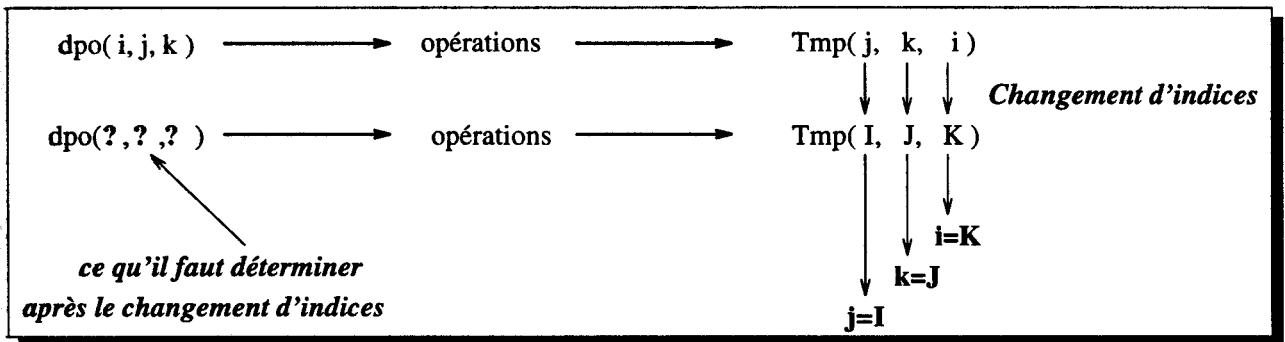 dpo( i, j, k ) opérations Tmp( j, k, i )
Changement d'indices
dpo(?,? ,? ) opérations Tmp( I, J, K )
i=K
ce qu'il faut déterminer
k=J
après le changement d'indices
j=I